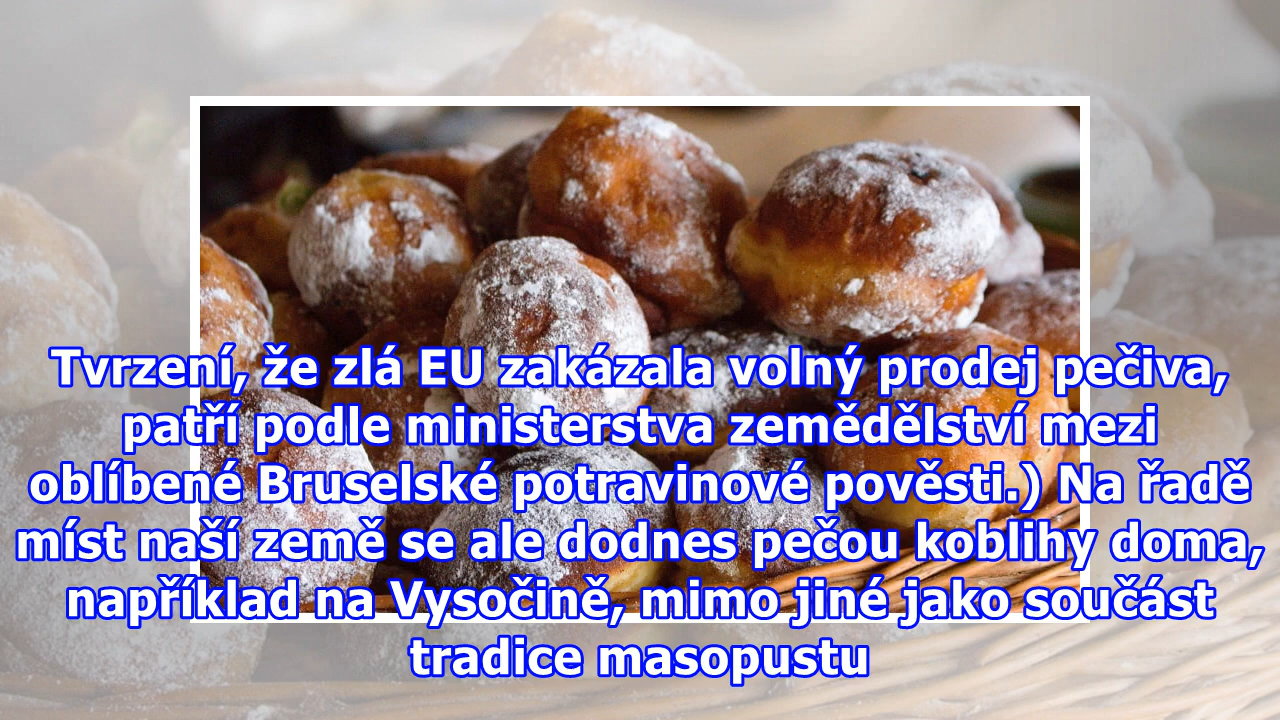 Tvrzení, že zlá EU zakázala volný prodej pečiva,
patří podle ministerstva zemědělství mezi
oblíbené Bruselské potravinové pověsti.) Na řadě
míst naší země se ale dodnes pečou koblihy doma,
například na Vysočině, mimo jiné jako součást
tradice masopustu